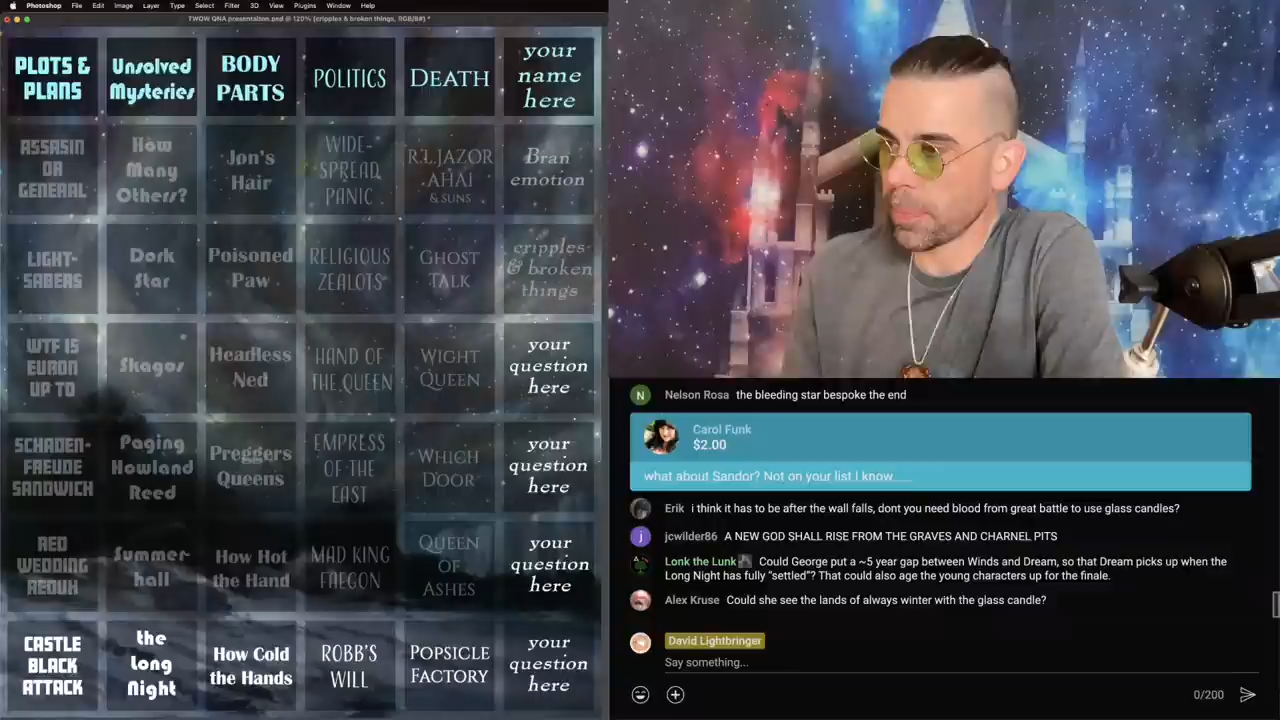 Photoshop File Edit Image Layer Type Select Filter 3D View Plugins Window Help
TWOW QNA presentation.psd @ 120% (cripples & broken things, RGB/8#) *
PLOTS &
PLANS
Unsolved
Mysteries
BODY
PARTS
POLITICS
DEATH
your
name
here
ASSASIN
OR
GENERAL
How
Many
Others?
Jon's
Hair
WIDE-
SPREAD
PANIC
R.L.JAZOR
AHAI
& SUNS
Bran
emotion
LIGHT-
SABERS
Dork
Star
Poisoned
Paw
RELIGIOUS
ZEALOTS
GHOST
TALK
cripples
& broken
things
WTF IS
EURON
UP TO
Skagos
Headless
Ned
HAND OF
THE QUEEN
WIGHT
QUEEN
your
question
here
SCHADEN-
FREUDE
SANDWICH
Paging
Howland
Reed
Preggers
Queens
EMPRESS
OF THE
EAST
WHICH
DOOR
your
question
here
RED
WEDDING
REDUX
Summer-
hall
How Hot
the Hand
MAD KING
FAEGON
QUEEN
OF
ASHES
your
question
here
CASTLE
BLACK
ATTACK
the
Long
Night
How Cold
the Hands
ROBB'S
WILL
POPSICLE
FACTORY
your
question
here
N Nelson Rosa the bleeding star bespoke the end
Carol Funk
$2.00
what about Sandor? Not on your list I know
Erik i think it has to be after the wall falls, dont you need blood from great battle to use glass candles?
j jcwilder86 A NEW GOD SHALL RISE FROM THE GRAVES AND CHARNEL PITS
Lonk the Lunk Could George put a ~5 year gap between Winds and Dream, so that Dream picks up when the
Long Night has fully "settled"? That could also age the young characters up for the finale.
Alex Kruse Could she see the lands of always winter with the glass candle?
David Lightbringer
Say something...
0/200